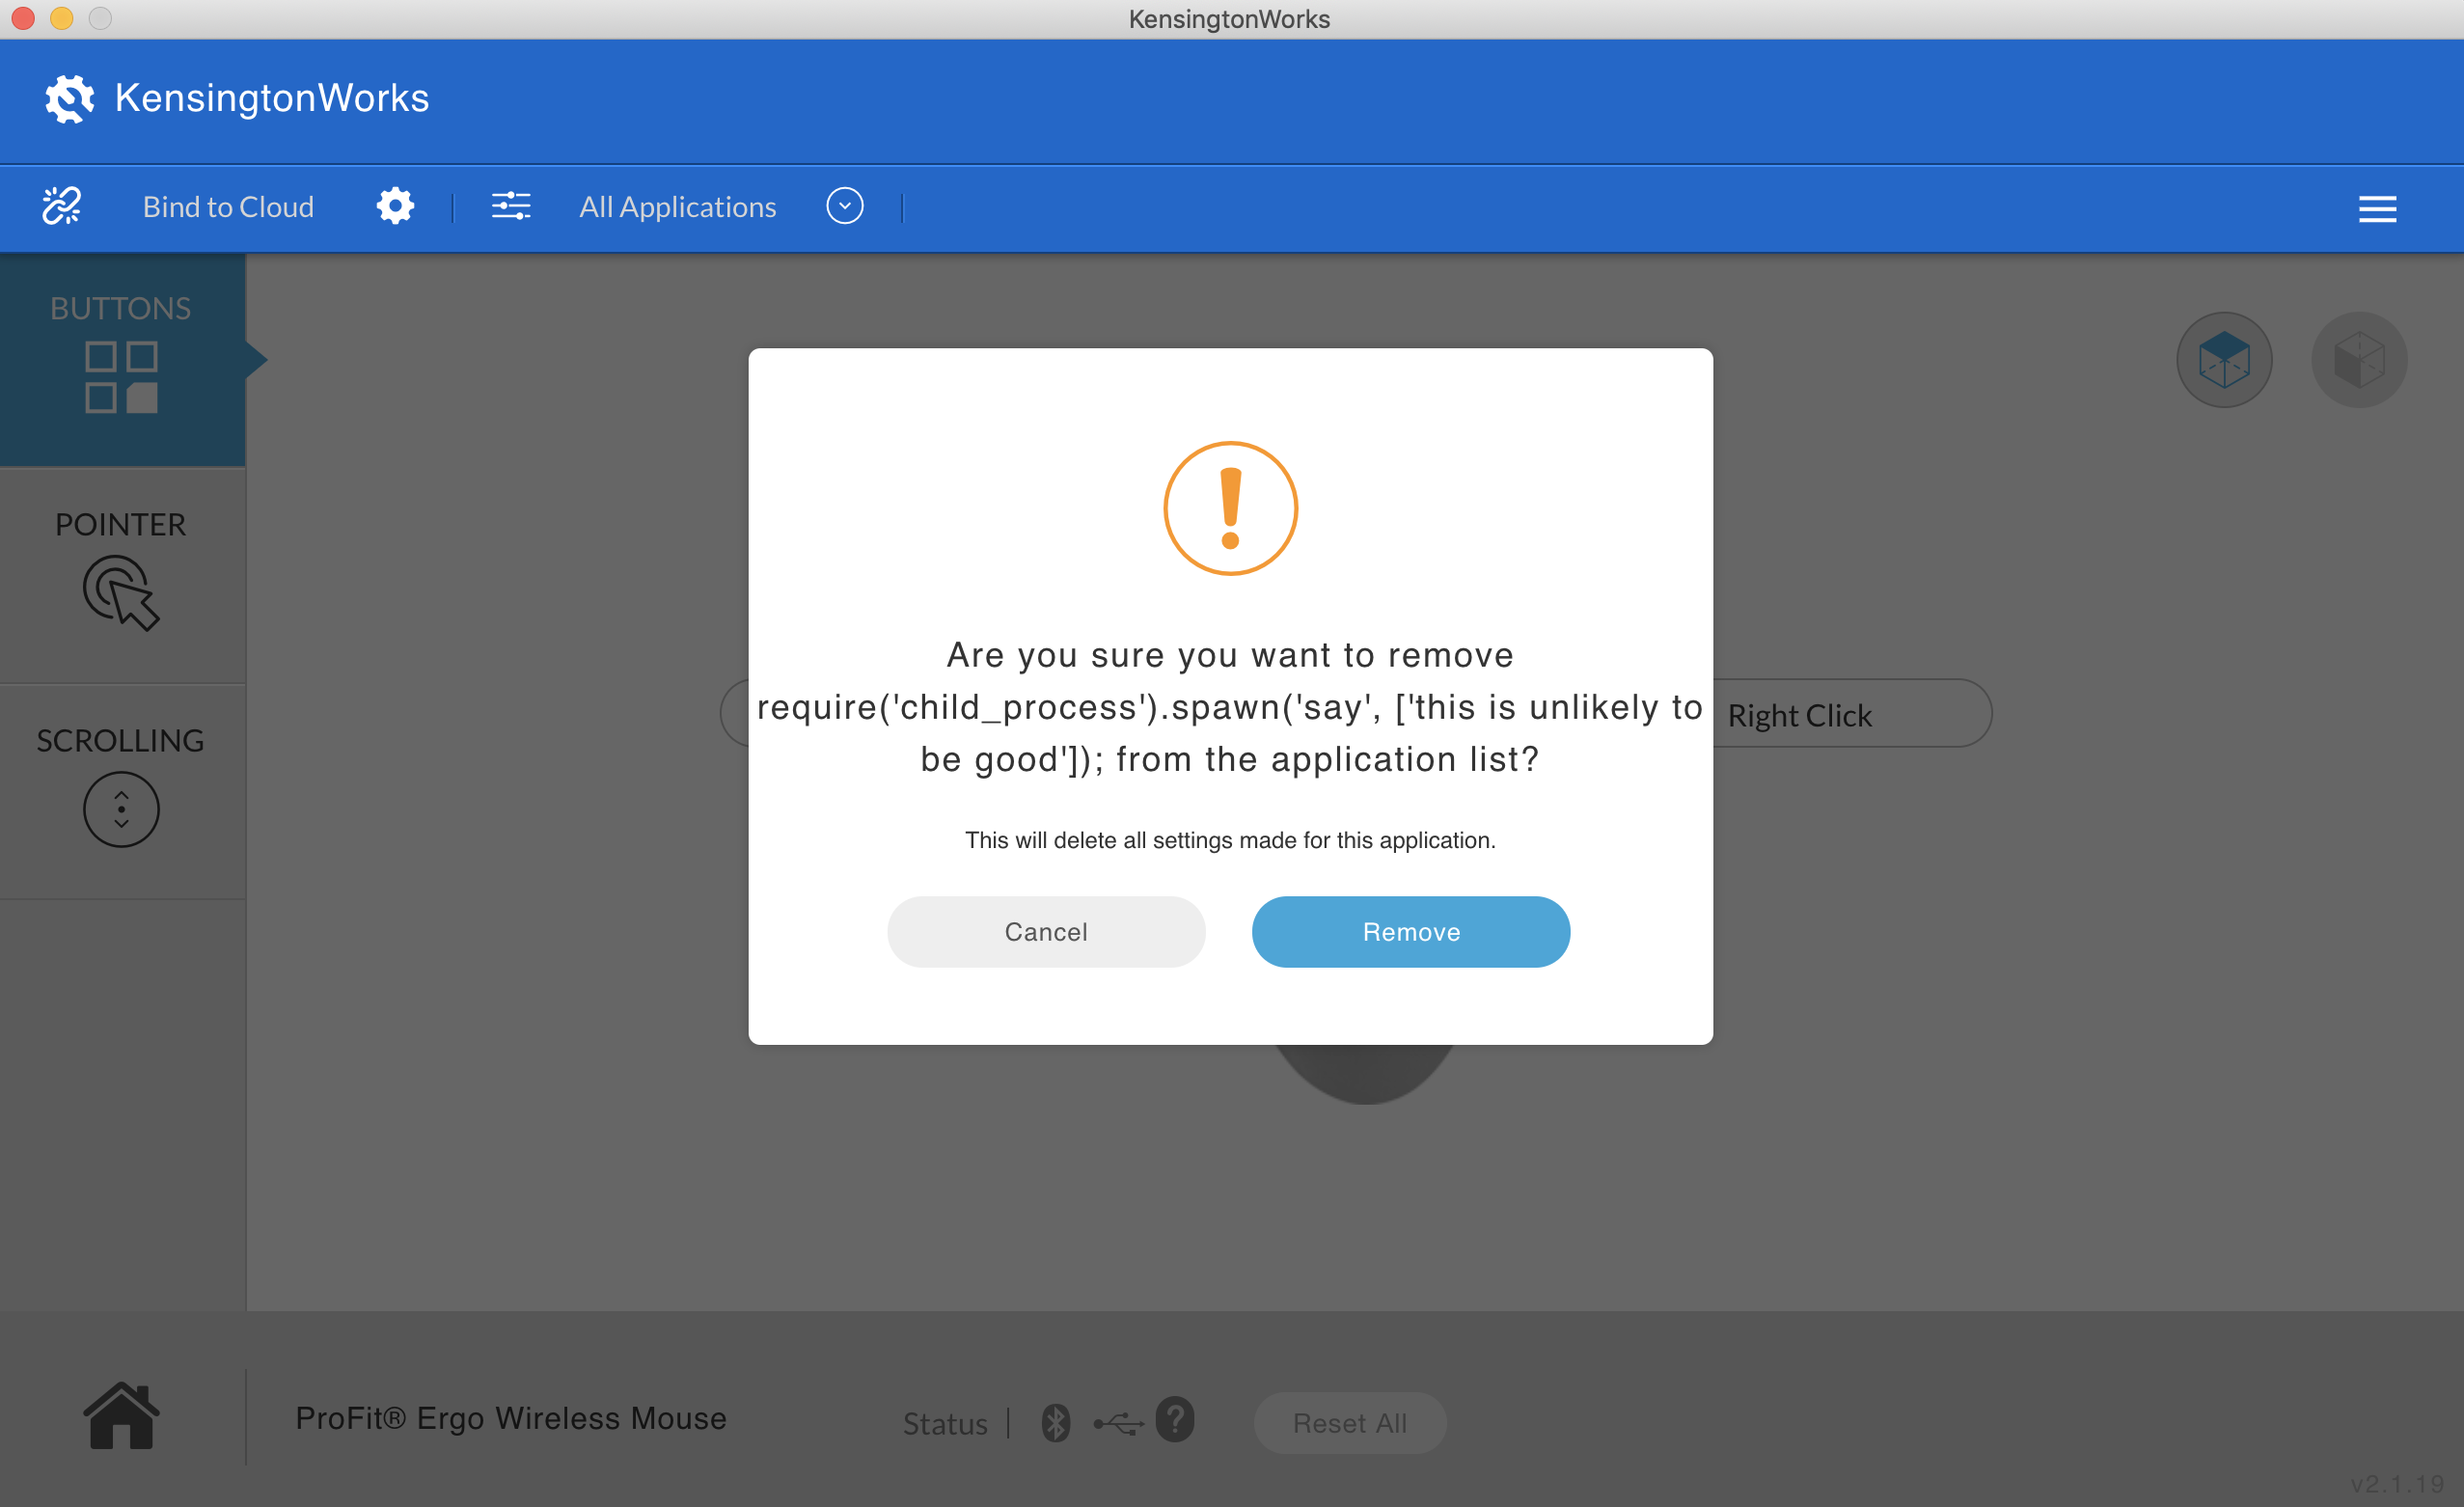 KensingtonWorks
KensingtonWorks
Bind to Cloud
All Applications
BUTTONS
POINTER
SCROLLING
Are you sure you want to remove
require('child_process').spawn('say', ['this is unlikely to
be good']); from the application list?
This will delete all settings made for this application.
Cancel
Remove
Right Click
ProFit® Ergo Wireless Mouse
Status
Reset All
v2.1.19